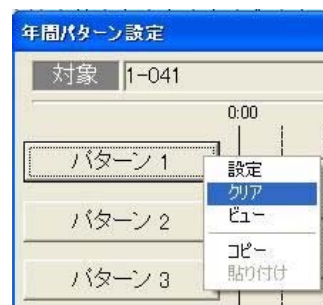 年間パターン設定
対象 1-041
0:00
パターン 1
設定
クリア
ビュー
パターン 2
コピー
貼り付け
パターン 3